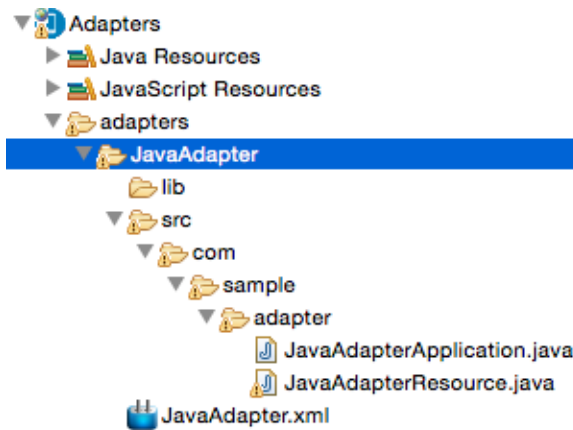 Adapters
Java Resources
JavaScript Resources
adapters
JavaAdapter
lib
src
com
sample
adapter
JavaAdapterApplication.java
JavaAdapterResource.java
JavaAdapter.xml